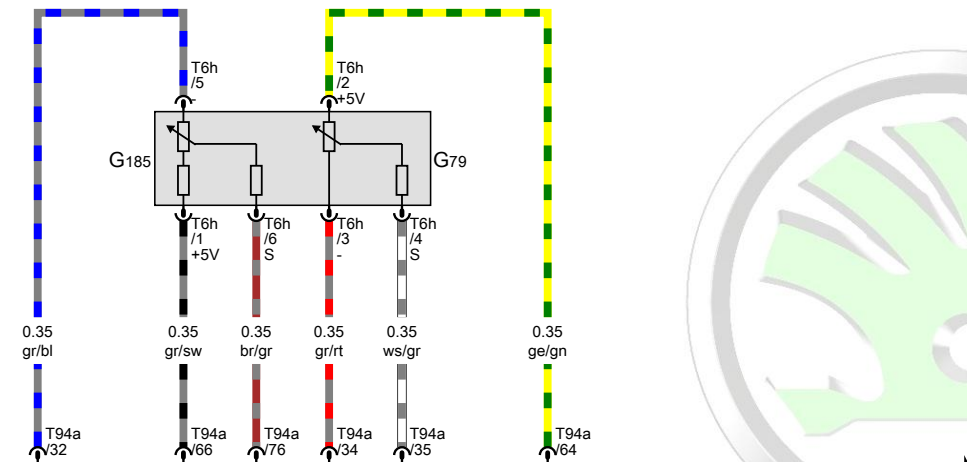 T6h
/5
-
T6h
/2
+5V
G185
G79
T6h
/1
+5V
T6h
/6
S
T6h
/3
-
T6h
/4
S
0.35
gr/bl
0.35
gr/sw
0.35
br/gr
0.35
gr/rt
0.35
ws/gr
0.35
ge/gn
T94a
/32
T94a
/66
T94a
/76
T94a
/34
T94a
/35
T94a
/64